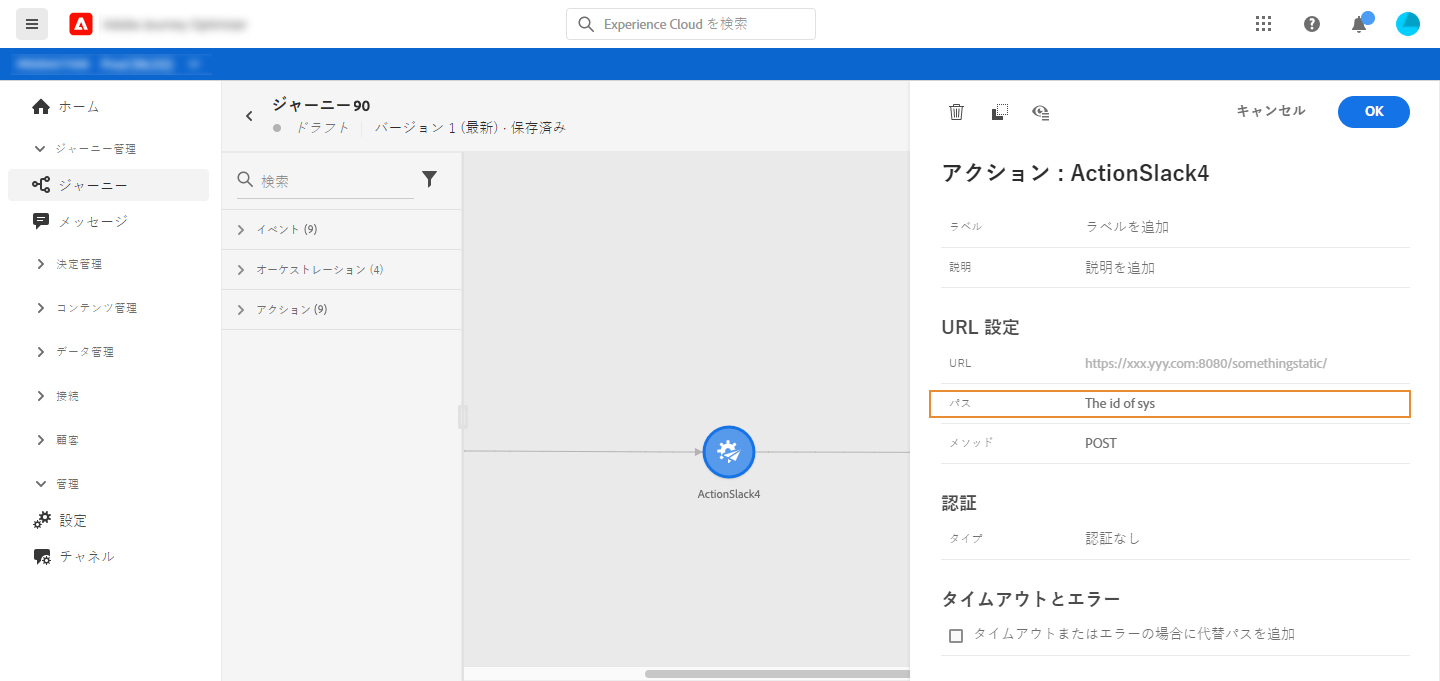 Experience Cloud を検索
ホーム
ジャーニー管理
ジャーニー
メッセージ
決定管理
コンテンツ管理
データ管理
接続
顧客
管理
設定
チャネル
ジャーニー90
ドラフト
バージョン 1 (最新) · 保存済み
検索
イベント (9)
オーケストレーション (4)
アクション (9)
ActionSlack4
キャンセル
OK
アクション : ActionSlack4
ラベル ラベルを追加
説明 説明を追加
URL 設定
URL https://xxx.yyy.com:8080/somethingstatic/
パス The id of sys
メソッド POST
認証
タイプ 認証なし
タイムアウトとエラー
タイムアウトまたはエラーの場合に代替パスを追加